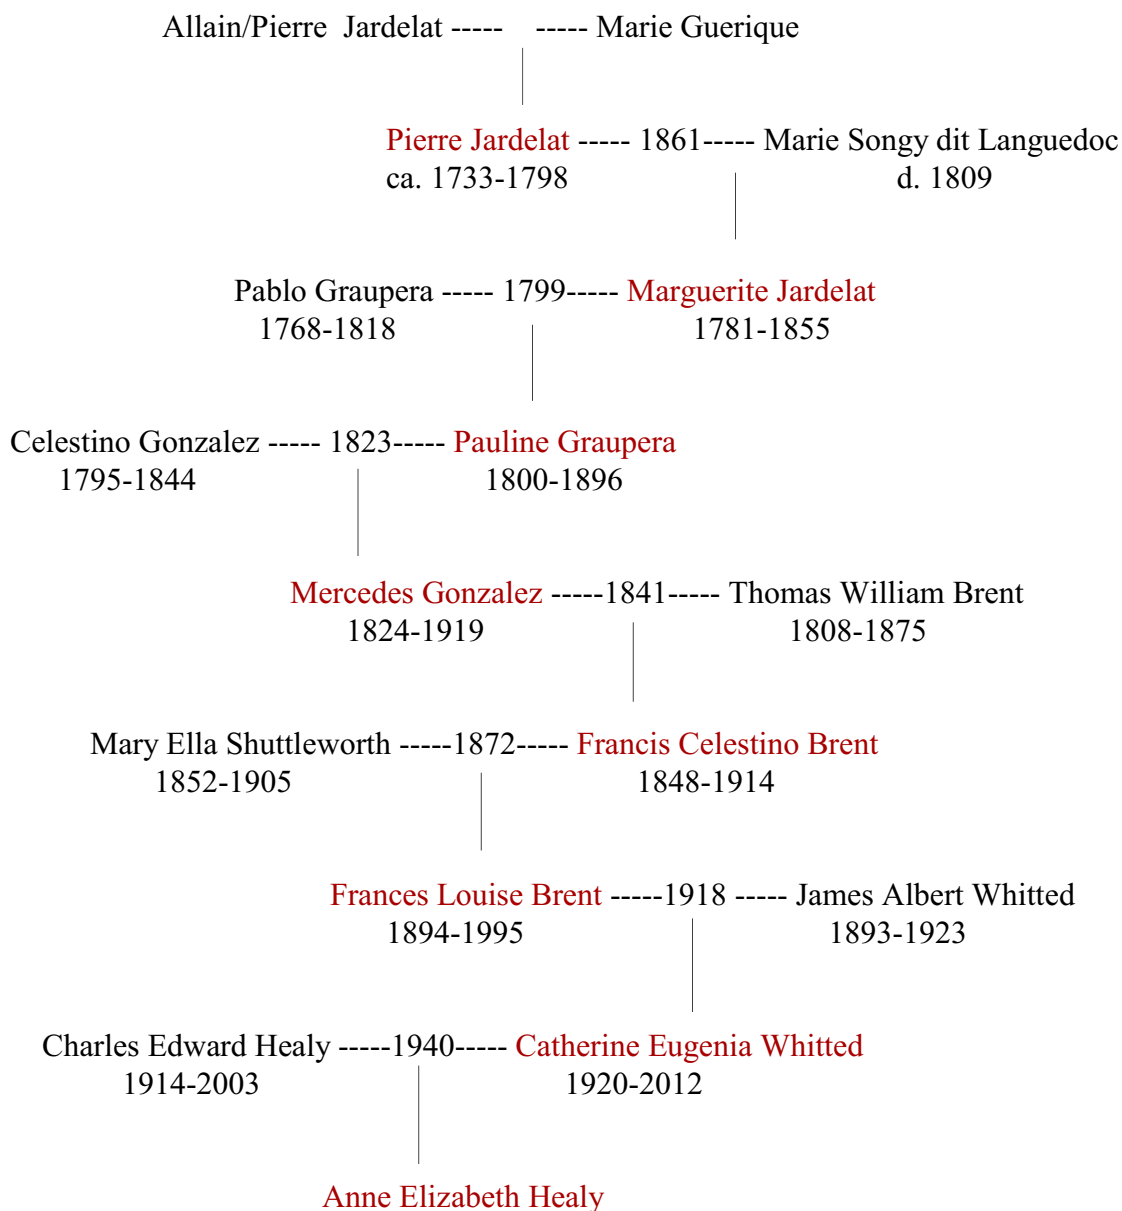 Allain/Pierre  Jardelat -----    ----- Marie Guerique
Pierre Jardelat ----- 1861----- Marie Songy dit Languedoc
ca. 1733-1798 d. 1809
Pablo Graupera ----- 1799----- Marguerite Jardelat
1768-1818 1781-1855
Celestino Gonzalez ----- 1823----- Pauline Graupera
1795-1844 1800-1896
Mercedes Gonzalez -----1841----- Thomas William Brent
1824-1919 1808-1875
Mary Ella Shuttleworth -----1872----- Francis Celestino Brent
1852-1905 1848-1914
Frances Louise Brent -----1918 ----- James Albert Whitted
1894-1995 1893-1923
Charles Edward Healy -----1940----- Catherine Eugenia Whitted
1914-2003 1920-2012
Anne Elizabeth Healy